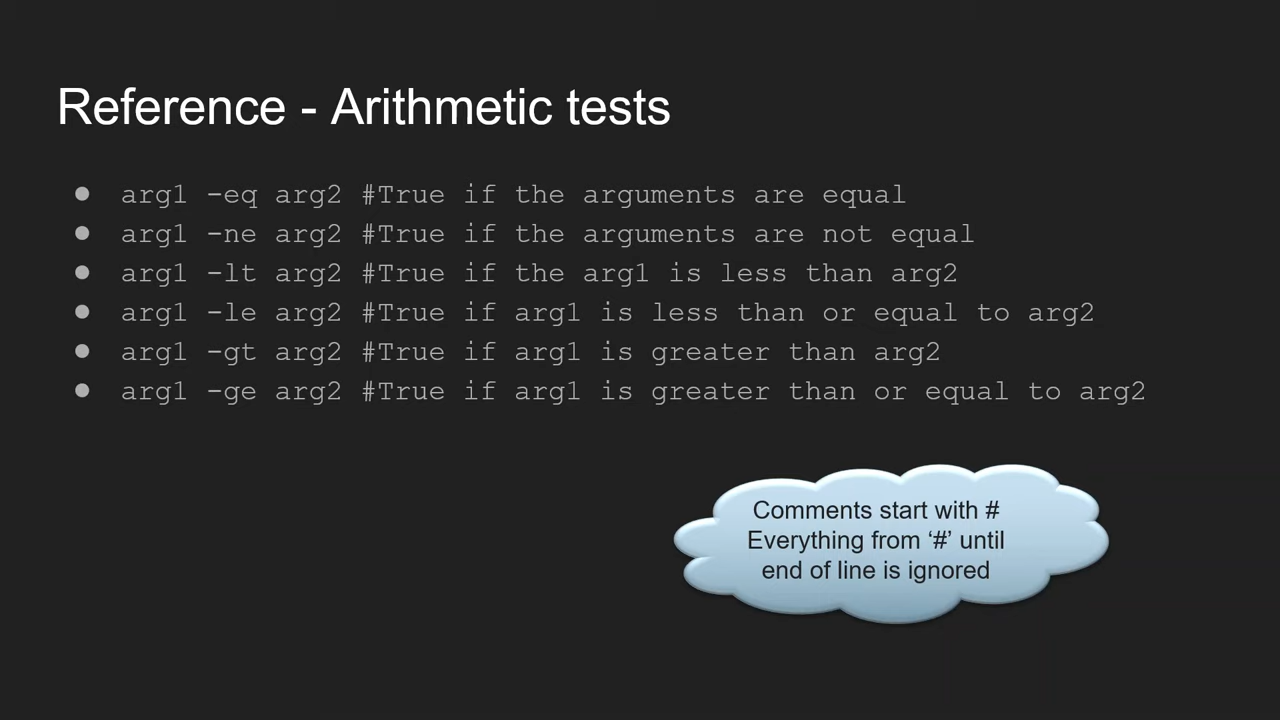 Reference - Arithmetic tests
● arg1 -eq arg2 #True if the arguments are equal
● arg1 -ne arg2 #True if the arguments are not equal
● arg1 -lt arg2 #True if the arg1 is less than arg2
● arg1 -le arg2 #True if arg1 is less than or equal to arg2
● arg1 -gt arg2 #True if arg1 is greater than arg2
● arg1 -ge arg2 #True if arg1 is greater than or equal to arg2
Comments start with #
Everything from ‘#’ until
end of line is ignored